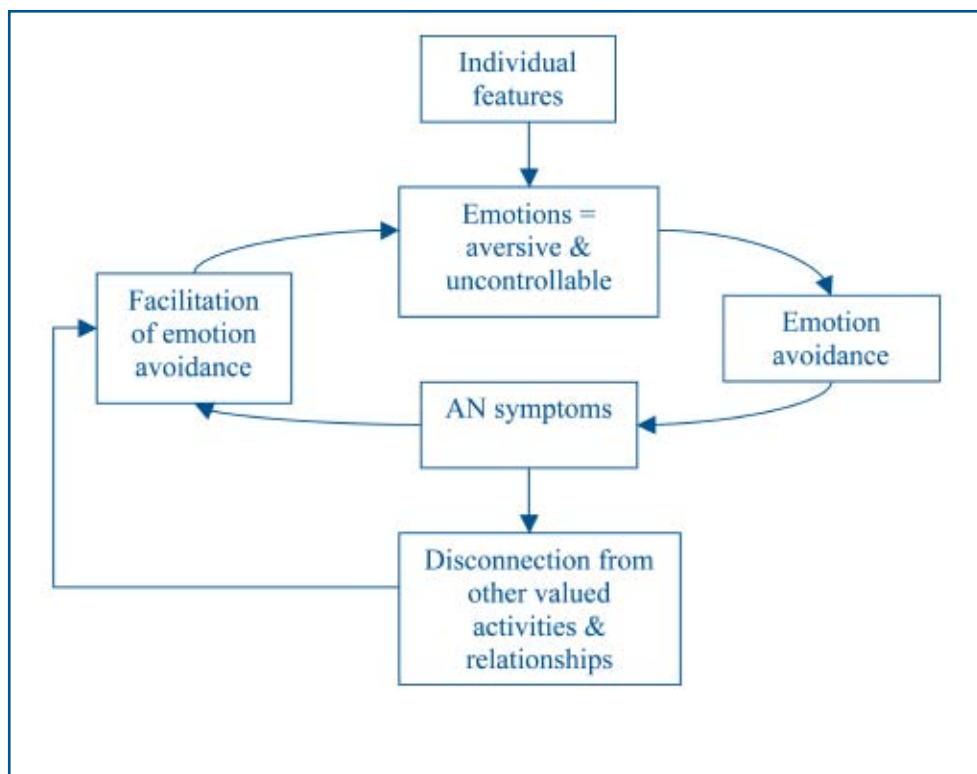 Individual
features
Emotions =
aversive &
uncontrollable
Facilitation
of emotion
avoidance
Emotion
avoidance
AN symptoms
Disconnection from
other valued
activities &
relationships